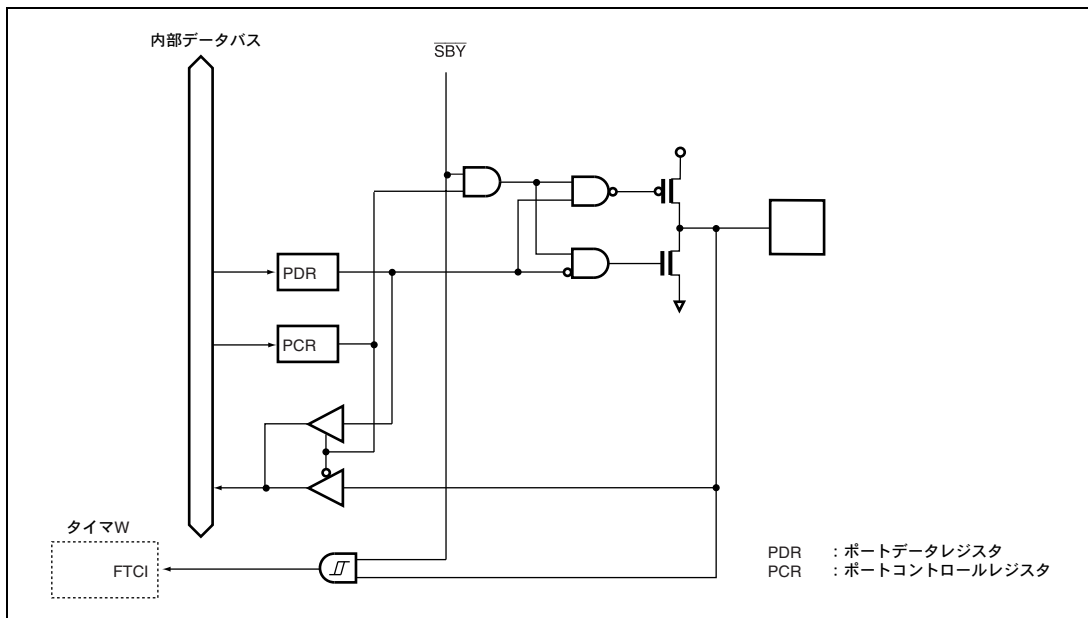 内部データバス
S̅B̅Y̅
PDR
PCR
タイマW
FTCI
PDR :ポートデータレジスタ
PCR :ポートコントロールレジスタ